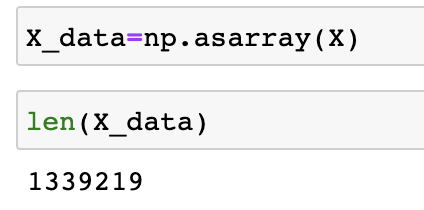 X_data=np.asarray(X)
len(X_data)
1339219